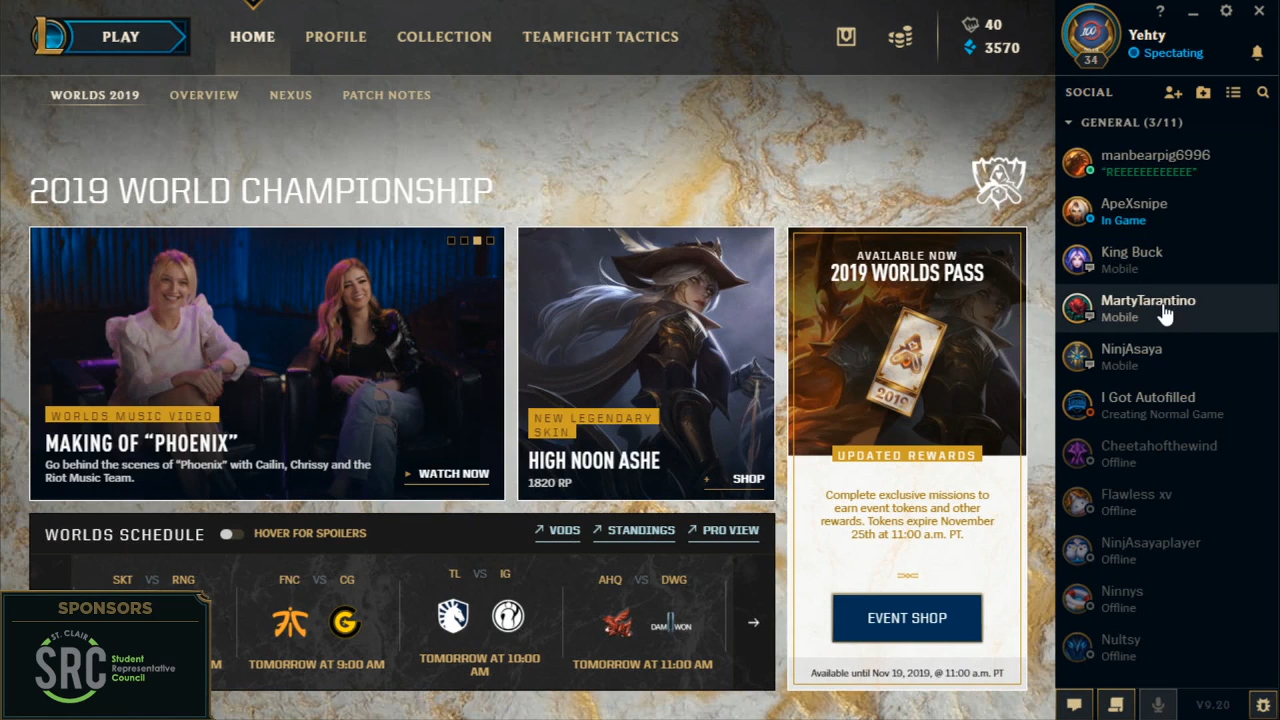 PLAY
HOME
PROFILE
COLLECTION
TEAMFIGHT TACTICS
40
3570
34
?
Yehty
Spectating
WORLDS 2019
OVERVIEW
NEXUS
PATCH NOTES
SOCIAL
GENERAL (3/11)
manbearpig6996
"REEEEEEEEEEE"
ApeXsnipe
In Game
King Buck
Mobile
MartyTarantino
Mobile
NinjAsaya
Mobile
I Got Autofilled
Creating Normal Game
Cheetahofthewind
Offline
Flawless xv
Offline
NinjAsayaplayer
Offline
Ninnys
Offline
Nultsy
Offline
V9.20
2019 WORLD CHAMPIONSHIP
WORLDS MUSIC VIDEO
MAKING OF "PHOENIX"
Go behind the scenes of "Phoenix" with Cailin, Chrissy and the
Riot Music Team.
WATCH NOW
NEW LEGENDARY
SKIN
HIGH NOON ASHE
1820 RP
SHOP
AVAILABLE NOW
2019 WORLDS PASS
2019
UPDATED REWARDS
Complete exclusive missions to
earn event tokens and other
rewards. Tokens expire November
25th at 11:00 a.m. PT.
EVENT SHOP
Available until Nov 19, 2019, @ 11:00 a.m. PT
WORLDS SCHEDULE
HOVER FOR SPOILERS
VODS
STANDINGS
PRO VIEW
SKT VS RNG
M
FNC VS CG
TOMORROW AT 9:00 AM
TL VS IG
TOMORROW AT 10:00
AM
AHQ VS DWG
DAMWON
TOMORROW AT 11:00 AM
SPONSORS
ST. CLAIR
SRC
Student
Representative
Council